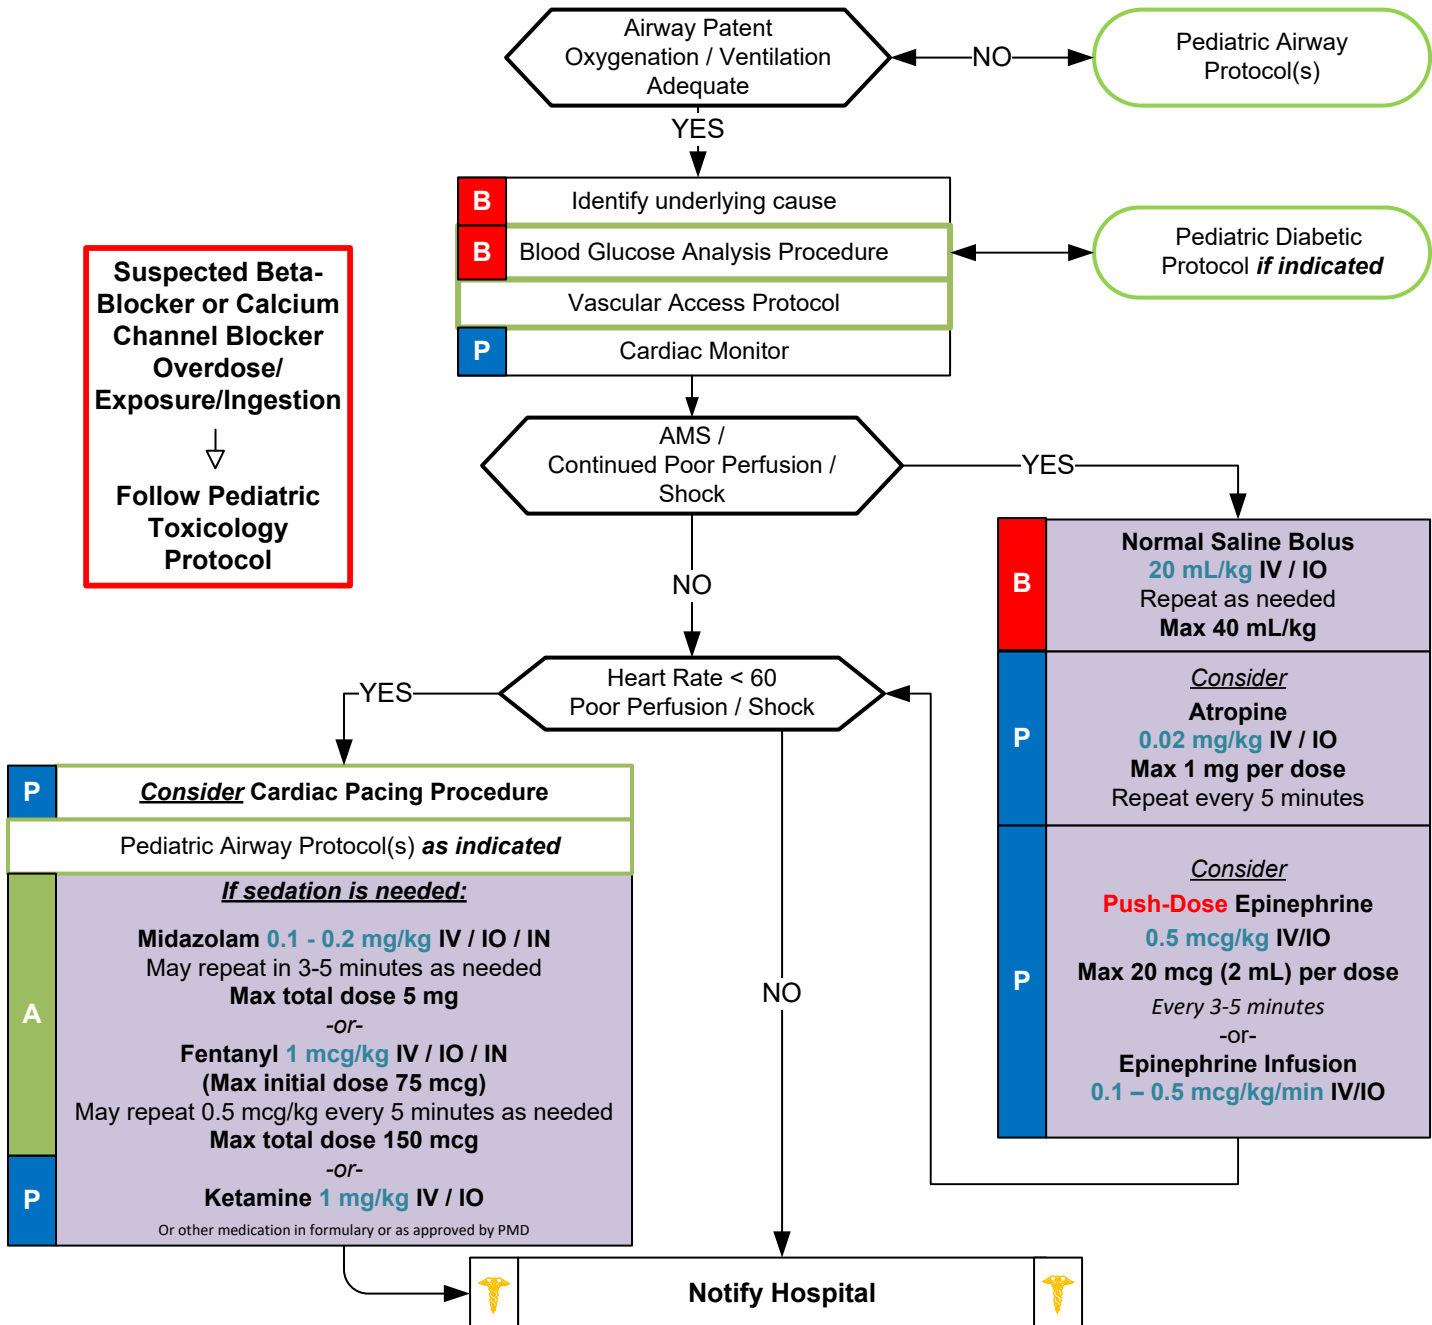 Airway Patent
Oxygenation / Ventilation
Adequate
NO
Pediatric Airway
Protocol(s)
YES
B
Identify underlying cause
B
Blood Glucose Analysis Procedure
Pediatric Diabetic
Protocol if indicated
Vascular Access Protocol
P
Cardiac Monitor
Suspected Beta-
Blocker or Calcium
Channel Blocker
Overdose/
Exposure/Ingestion
Follow Pediatric
Toxicology
Protocol
AMS /
Continued Poor Perfusion /
Shock
YES
NO
B
Normal Saline Bolus
20 mL/kg IV / IO
Repeat as needed
Max 40 mL/kg
P
Consider
Atropine
0.02 mg/kg IV / IO
Max 1 mg per dose
Repeat every 5 minutes
P
Consider
Push-Dose Epinephrine
0.5 mcg/kg IV/IO
Max 20 mcg (2 mL) per dose
Every 3-5 minutes
-or-
Epinephrine Infusion
0.1 – 0.5 mcg/kg/min IV/IO
Heart Rate < 60
Poor Perfusion / Shock
YES
NO
P
Consider Cardiac Pacing Procedure
Pediatric Airway Protocol(s) as indicated
A
If sedation is needed:
Midazolam 0.1 - 0.2 mg/kg IV / IO / IN
May repeat in 3-5 minutes as needed
Max total dose 5 mg
-or-
Fentanyl 1 mcg/kg IV / IO / IN
(Max initial dose 75 mcg)
May repeat 0.5 mcg/kg every 5 minutes as needed
Max total dose 150 mcg
-or-
P
Ketamine 1 mg/kg IV / IO
Or other medication in formulary or as approved by PMD
Notify Hospital